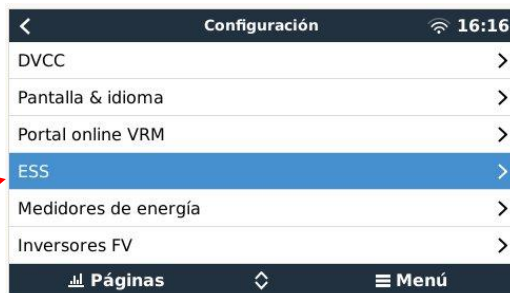 Configuración 16:16
DVCC
Pantalla & idioma
Portal online VRM
ESS
Medidores de energía
Inversores FV
Páginas Menú